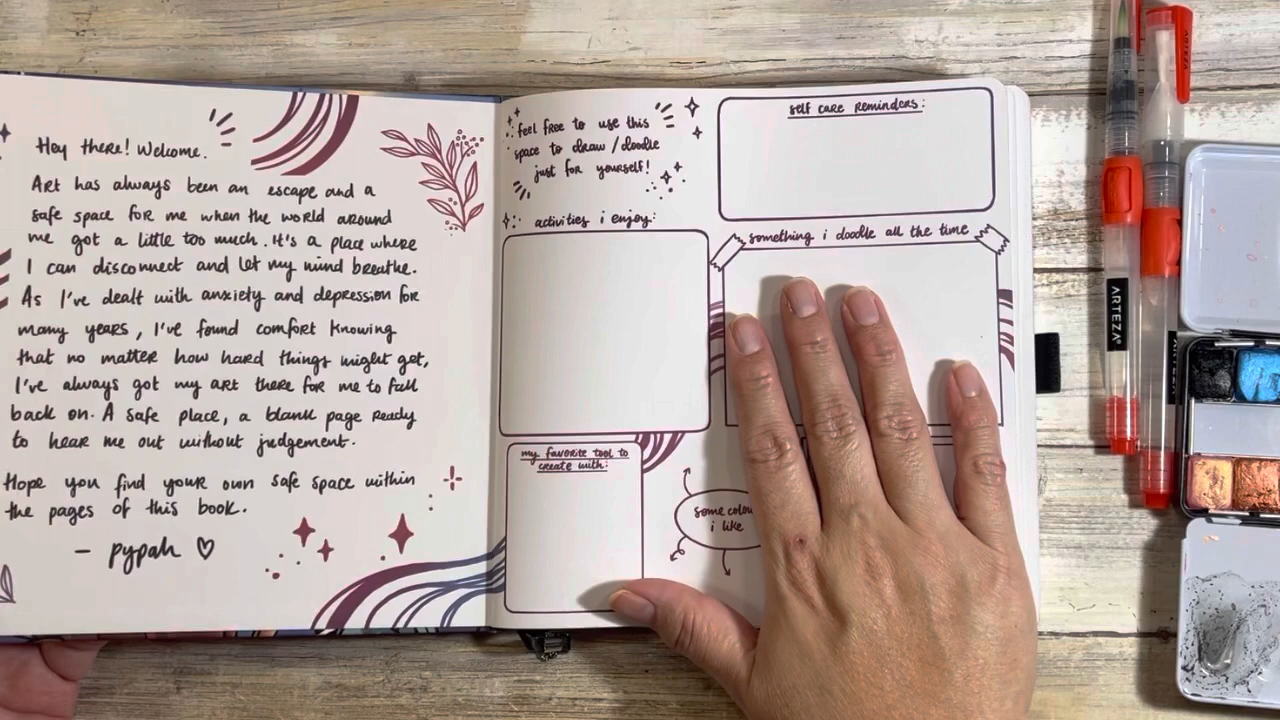 Hey there! Welcome.
Art has always been an escape and a
safe space for me when the world around
me got a little too much. It's a place where
I can disconnect and let my mind breathe.
As I've dealt with anxiety and depression for
many years, I've found comfort knowing
that no matter how hard things might get,
I've always got my art there for me to fall
back on. A safe place, a blank page ready
to hear me out without judgement.
Hope you find your own safe space within
the pages of this book.
- pypah ♡
feel free to use this
space to draw / doodle
just for yourself!
activities i enjoy:
my favorite tool to
create with:
self care reminders:
something i doodle all the time
some
i like
ARTEZA
ARTEZA